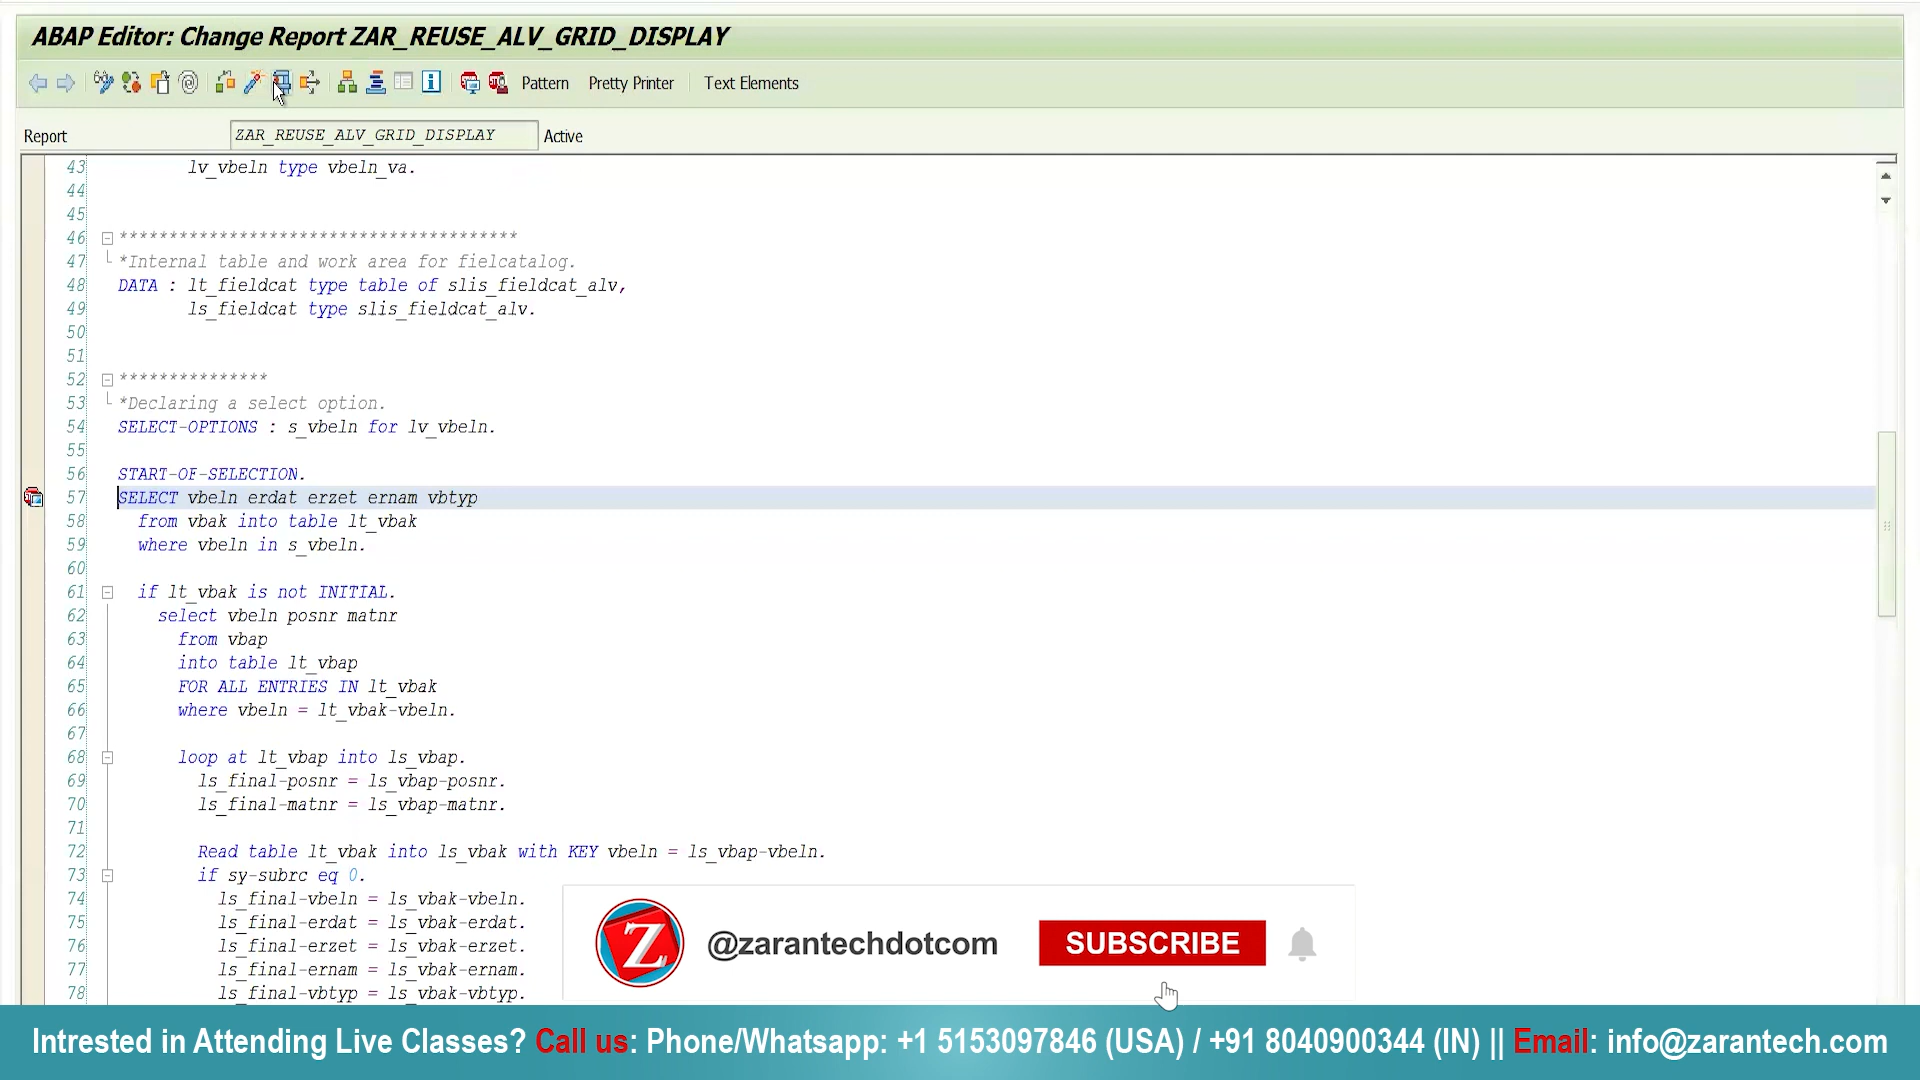 ABAP Editor: Change Report ZAR_REUSE_ALV_GRID_DISPLAY
Pattern Pretty Printer Text Elements
Report ZAR_REUSE_ALV_GRID_DISPLAY Active
43 lv_vbeln type vbeln_va.
44
45
46 ****************************************
47 *Internal table and work area for fielcatalog.
48 DATA : lt_fieldcat type table of slis_fieldcat_alv,
49 ls_fieldcat type slis_fieldcat_alv.
50
51
52 ***************
53 *Declaring a select option.
54 SELECT-OPTIONS : s_vbeln for lv_vbeln.
55
56 START-OF-SELECTION.
57 SELECT vbeln erdat erzet ernam vbtyp
58 from vbak into table lt_vbak
59 where vbeln in s_vbeln.
60
61 if lt_vbak is not INITIAL.
62 select vbeln posnr matnr
63 from vbap
64 into table lt_vbap
65 FOR ALL ENTRIES IN lt_vbak
66 where vbeln = lt_vbak-vbeln.
67
68 loop at lt_vbap into ls_vbap.
69 ls_final-posnr = ls_vbap-posnr.
70 ls_final-matnr = ls_vbap-matnr.
71
72 Read table lt_vbak into ls_vbak with KEY vbeln = ls_vbap-vbeln.
73 if sy-subrc eq 0.
74 ls_final-vbeln = ls_vbak-vbeln.
75 ls_final-erdat = ls_vbak-erdat.
76 ls_final-erzet = ls_vbak-erzet.
77 ls_final-ernam = ls_vbak-ernam.
78 ls_final-vbtyp = ls_vbak-vbtyp.
Z @zarantechdotcom SUBSCRIBE
Intrested in Attending Live Classes? Call us: Phone/Whatsapp: +1 5153097846 (USA) / +91 8040900344 (IN) || Email: info@zarantech.com